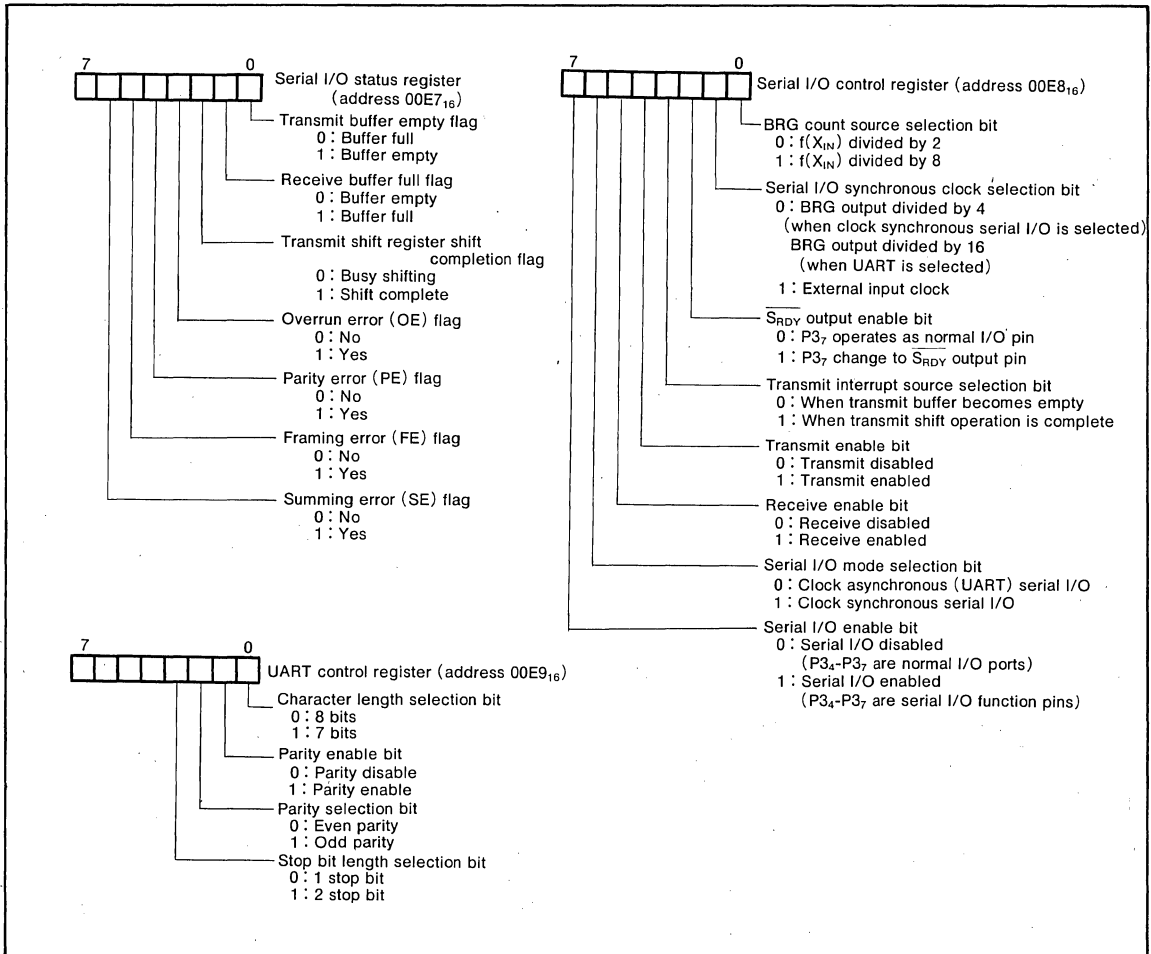 7 0
Serial I/O status register
(address 00E7₁₆)
Transmit buffer empty flag
0 : Buffer full
1 : Buffer empty
Receive buffer full flag
0 : Buffer empty
1 : Buffer full
Transmit shift register shift
completion flag
0 : Busy shifting
1 : Shift complete
Overrun error (OE) flag
0 : No
1 : Yes
Parity error (PE) flag
0 : No
1 : Yes
Framing error (FE) flag
0 : No
1 : Yes
Summing error (SE) flag
0 : No
1 : Yes
7 0
UART control register (address 00E9₁₆)
Character length selection bit
0 : 8 bits
1 : 7 bits
Parity enable bit
0 : Parity disable
1 : Parity enable
Parity selection bit
0 : Even parity
1 : Odd parity
Stop bit length selection bit
0 : 1 stop bit
1 : 2 stop bit
7 0
Serial I/O control register (address 00E8₁₆)
BRG count source selection bit
0 : f(X_IN) divided by 2
1 : f(X_IN) divided by 8
Serial I/O synchronous clock selection bit
0 : BRG output divided by 4
(when clock synchronous serial I/O is selected)
BRG output divided by 16
(when UART is selected)
1 : External input clock
S̅_R̅D̅Y̅ output enable bit
0 : P3₇ operates as normal I/O pin
1 : P3₇ change to S̅_R̅D̅Y̅ output pin
Transmit interrupt source selection bit
0 : When transmit buffer becomes empty
1 : When transmit shift operation is complete
Transmit enable bit
0 : Transmit disabled
1 : Transmit enabled
Receive enable bit
0 : Receive disabled
1 : Receive enabled
Serial I/O mode selection bit
0 : Clock asynchronous (UART) serial I/O
1 : Clock synchronous serial I/O
Serial I/O enable bit
0 : Serial I/O disabled
(P3₄-P3₇ are normal I/O ports)
1 : Serial I/O enabled
(P3₄-P3₇ are serial I/O function pins)